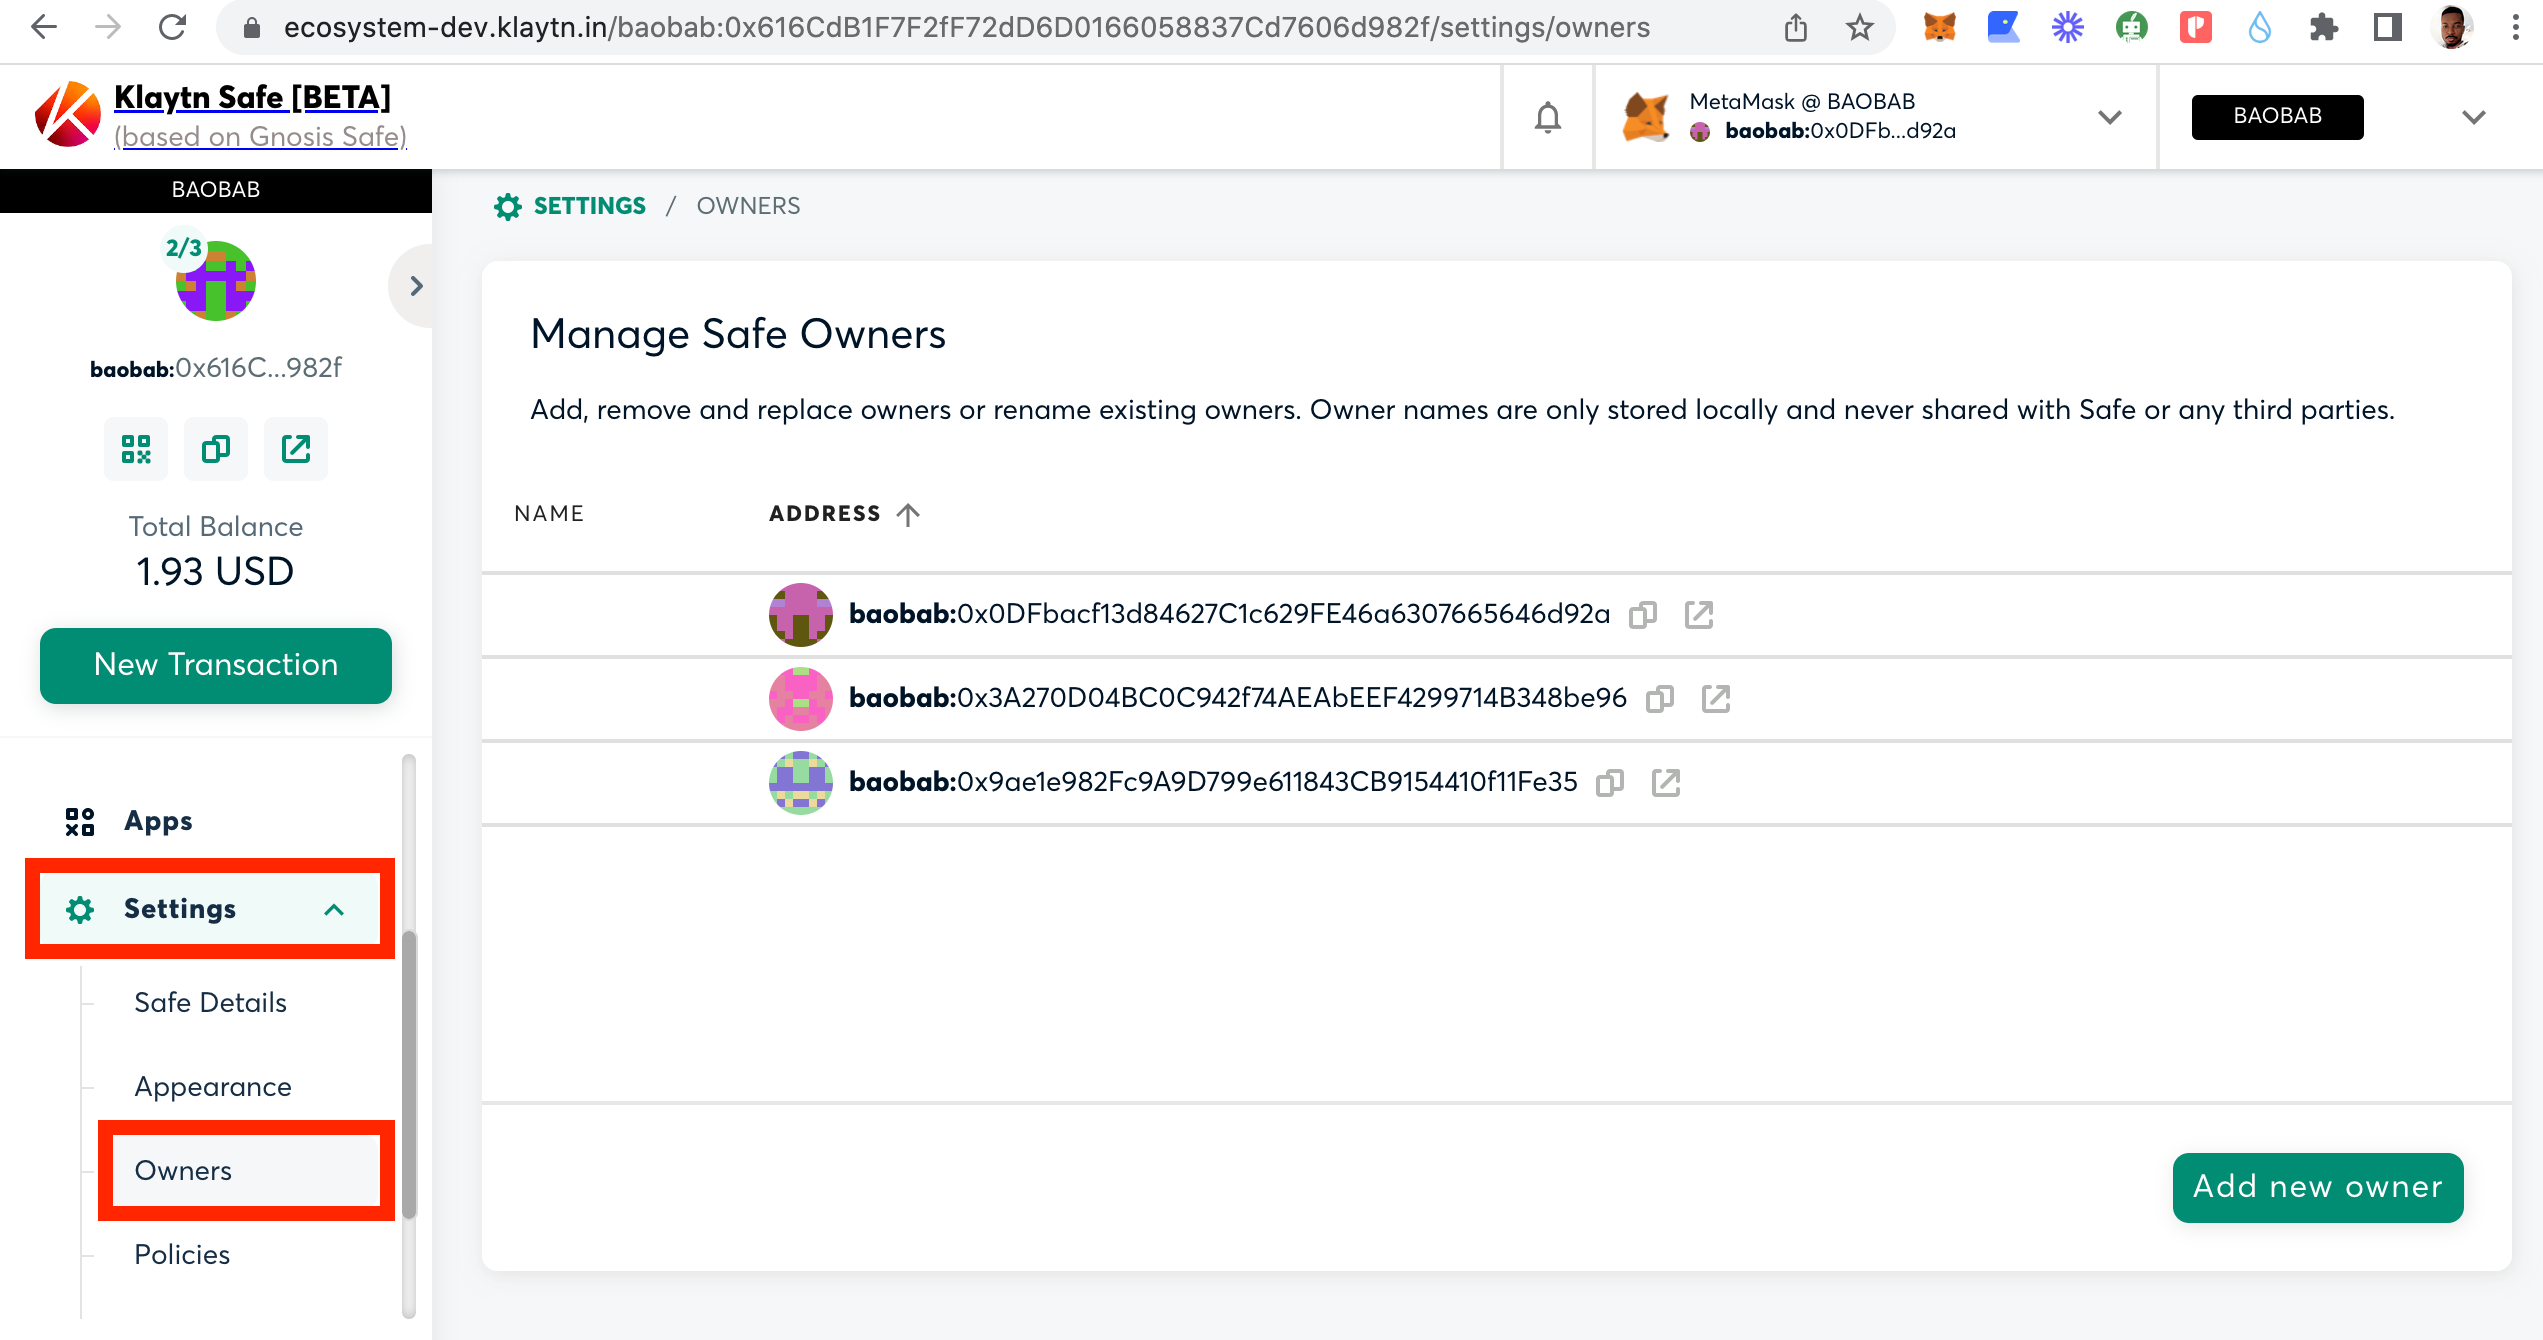 ecosystem-dev.klaytn.in/baobab:0x616CdB1F7F2fF72dD6D0166058837Cd7606d982f/settings/owners
Klaytn Safe [BETA]
(based on Gnosis Safe)
MetaMask @ BAOBAB
baobab:0x0DFb...d92a
BAOBAB
BAOBAB
2/3
baobab:0x616C...982f
Total Balance
1.93 USD
New Transaction
Apps
Settings
Safe Details
Appearance
Owners
Policies
SETTINGS / OWNERS
Manage Safe Owners
Add, remove and replace owners or rename existing owners. Owner names are only stored locally and never shared with Safe or any third parties.
NAME ADDRESS
baobab:0x0DFbacf13d84627C1c629FE46a6307665646d92a
baobab:0x3A270D04BC0C942f74AEAbEEF4299714B348be96
baobab:0x9ae1e982Fc9A9D799e611843CB9154410f11Fe35
Add new owner